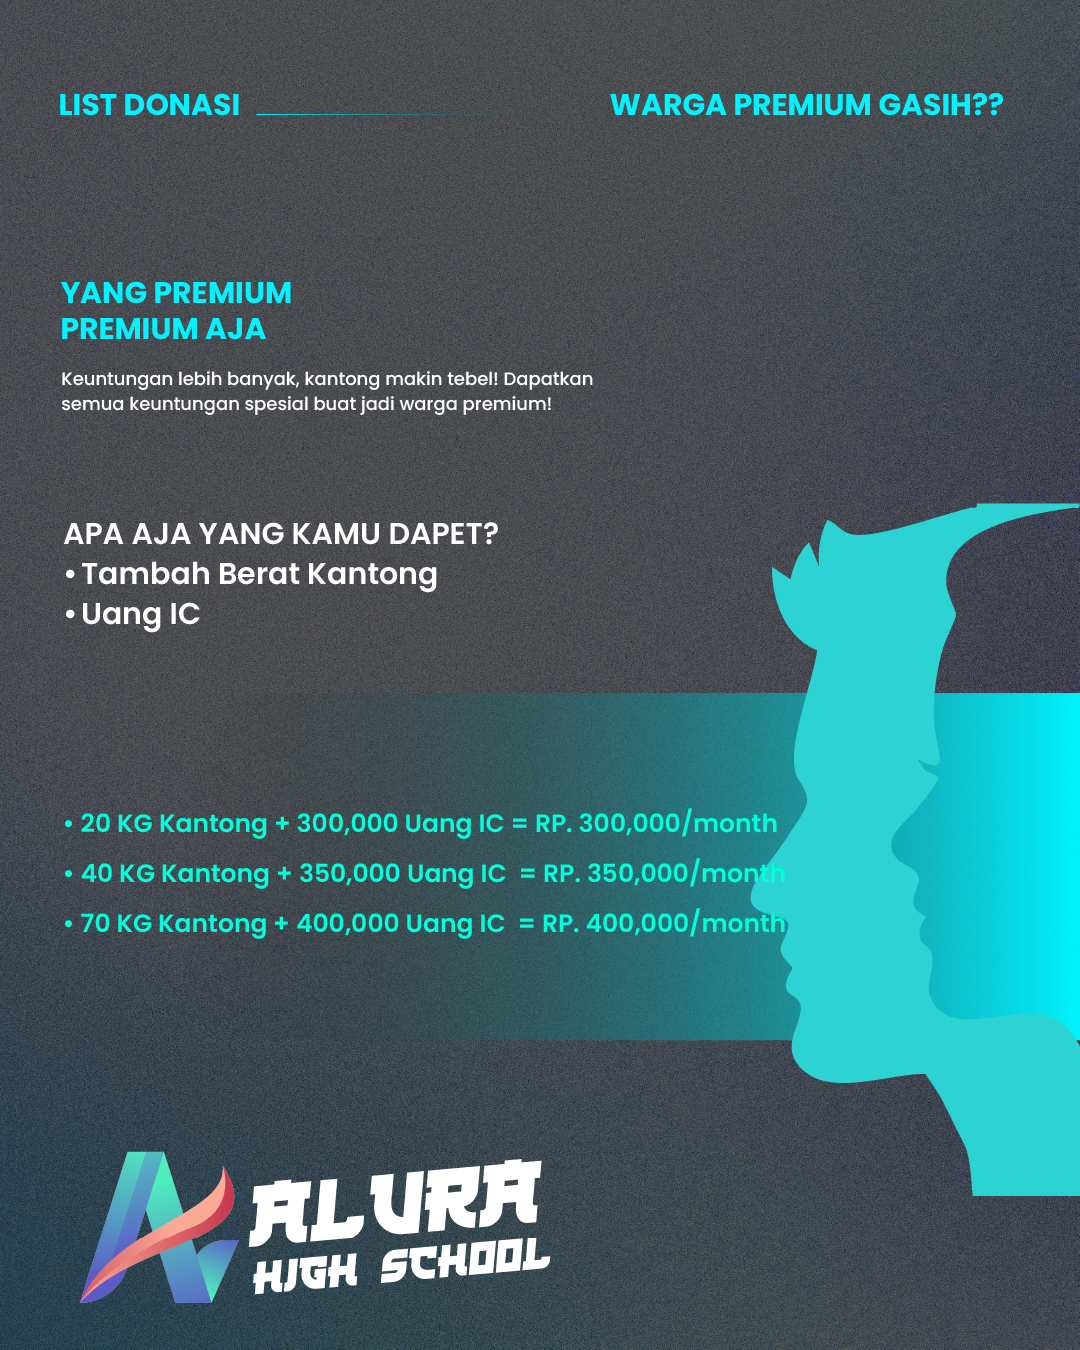 LIST DONASI
WARGA PREMIUM GASIH??
YANG PREMIUM
PREMIUM AJA
Keuntungan lebih banyak, kantong makin tebel! Dapatkan
semua keuntungan spesial buat jadi warga premium!
APA AJA YANG KAMU DAPET?
• Tambah Berat Kantong
• Uang IC
• 20 KG Kantong + 300,000 Uang IC = RP. 300,000/month
• 40 KG Kantong + 350,000 Uang IC = RP. 350,000/month
• 70 KG Kantong + 400,000 Uang IC = RP. 400,000/month
ALURA
HIGH SCHOOL